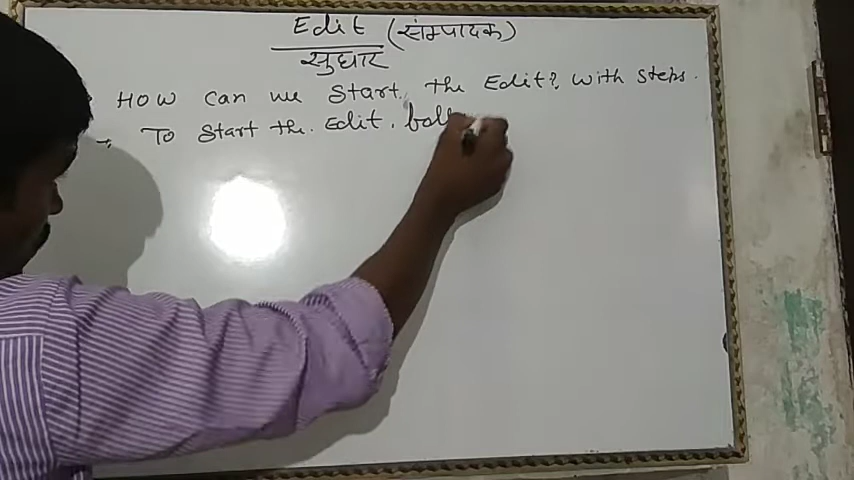 Edit (संम्पादक)
सुधार
How can we start the Edit? with steps.
→ To start the Edit,